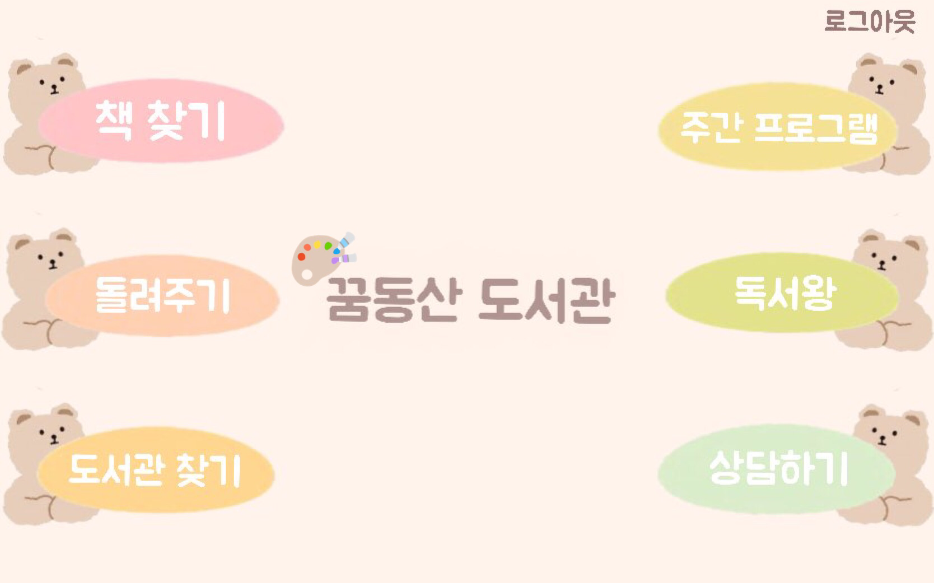 로그아웃
책 찾기
주간 프로그램
돌려주기
꿈동산 도서관
독서왕
도서관 찾기
상담하기